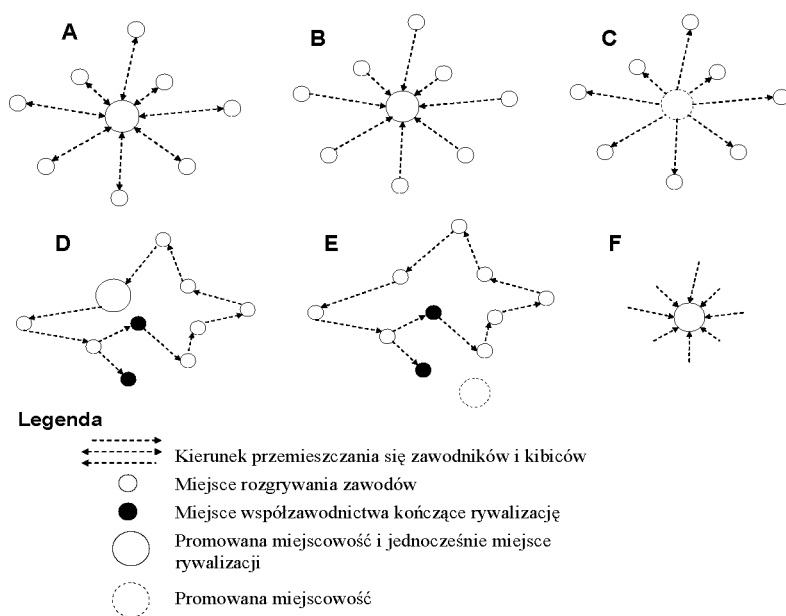 A
B
C
D
E
F
Legenda
Kierunek przemieszczania się zawodników i kibiców
Miejsce rozgrywania zawodów
Miejsce współzawodnictwa kończące rywalizację
Promowana miejscowość i jednocześnie miejsce
rywalizacji
Promowana miejscowość